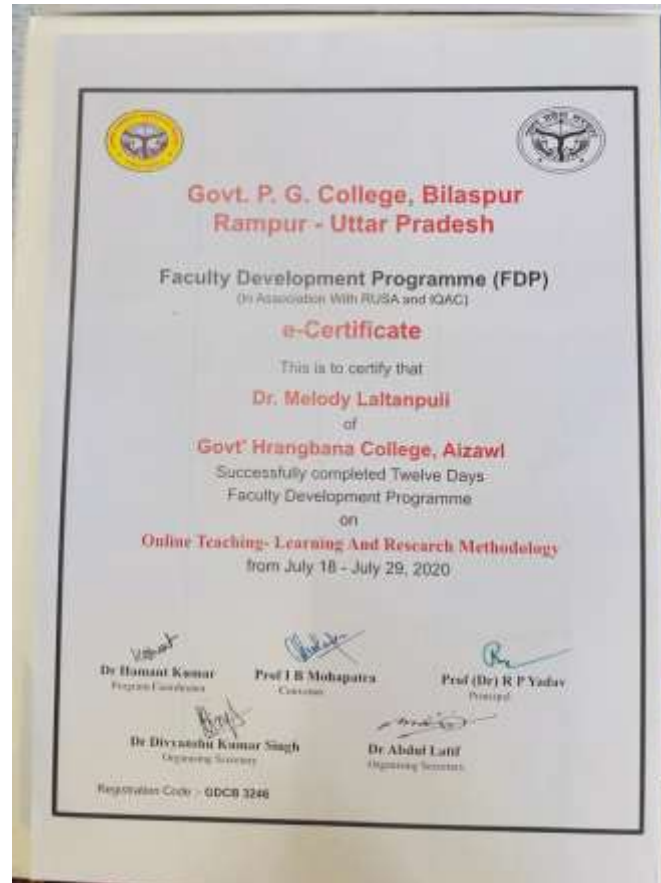 Govt. P. G. College, Bilaspur
Rampur - Uttar Pradesh
Faculty Development Programme (FDP)
(In Association With RUSA and IQAC)
e-Certificate
This is to certify that
Dr. Melody Laltanpuii
of
Govt' Hrangbana College, Aizawl
Successfully completed Twelve Days
Faculty Development Programme
on
Online Teaching- Learning And Research Methodology
from July 18 - July 29, 2020
Dr Hamant Kumar
Program Coordinator
Prof I B Mohapatra
Convenor
Prof (Dr) R P Yadav
Principal
Dr Divyanshu Kumar Singh
Organising Secretary
Dr Abdul Latif
Organising Secretary
Registration Code :- GDCB 3246